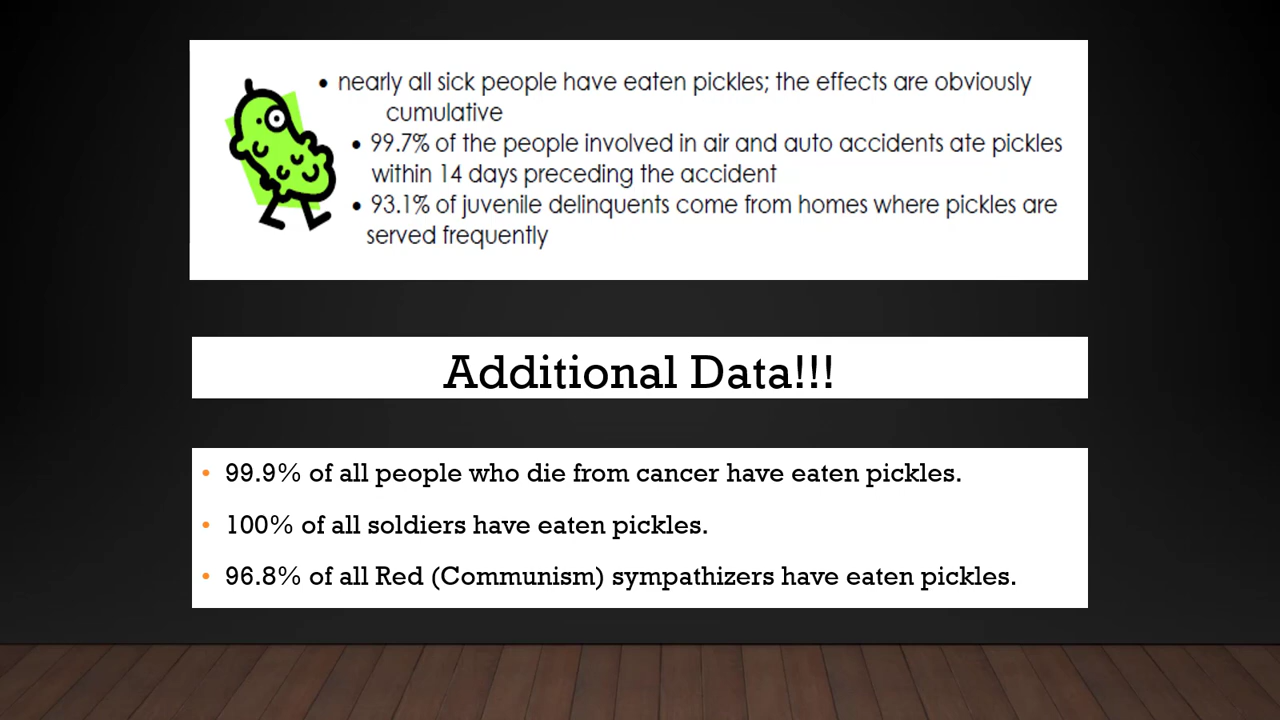 • nearly all sick people have eaten pickles; the effects are obviously
cumulative
• 99.7% of the people involved in air and auto accidents ate pickles
within 14 days preceding the accident
• 93.1% of juvenile delinquents come from homes where pickles are
served frequently
Additional Data!!!
• 99.9% of all people who die from cancer have eaten pickles.
• 100% of all soldiers have eaten pickles.
• 96.8% of all Red (Communism) sympathizers have eaten pickles.